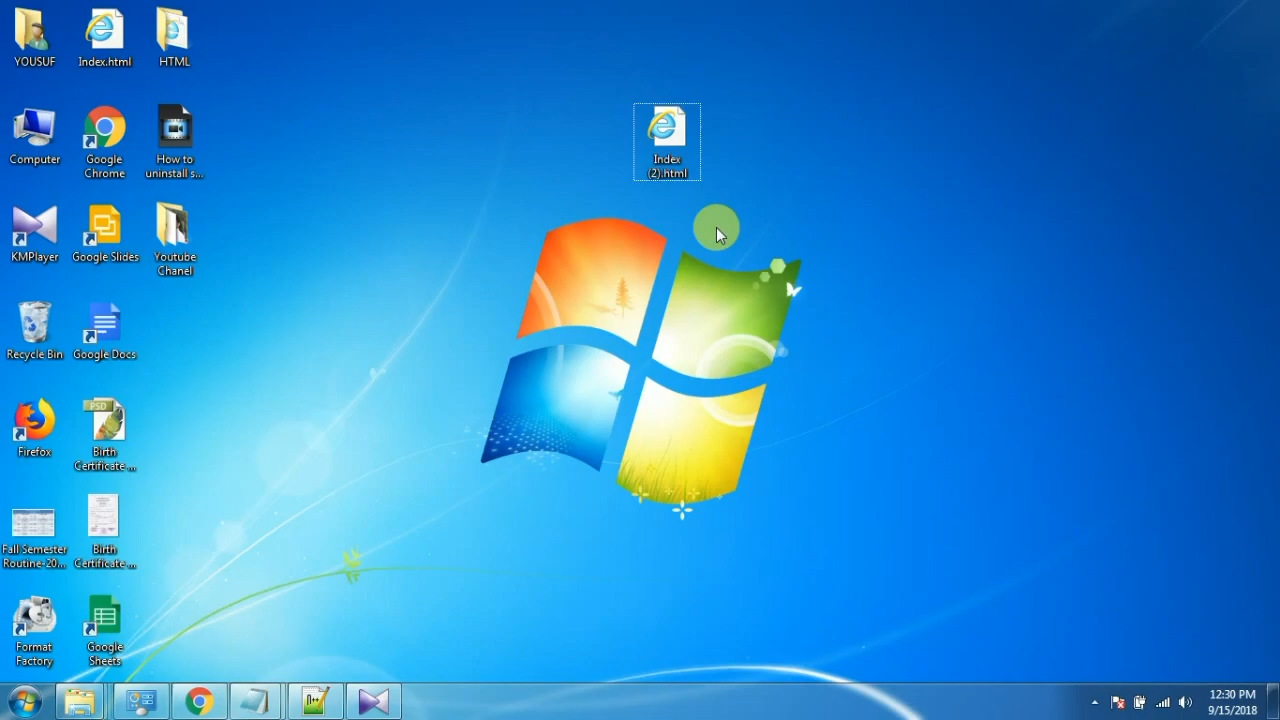 YOUSUF
Index.html
HTML
Index
(2).html
Computer
Google
Chrome
How to
uninstall s...
KMPlayer
Google Slides
Youtube
Chanel
Recycle Bin
Google Docs
Firefox
PSD
Birth
Certificate ...
Fall Semester
Routine-20...
Birth
Certificate ...
Format
Factory
Google
Sheets
12:30 PM
9/15/2018